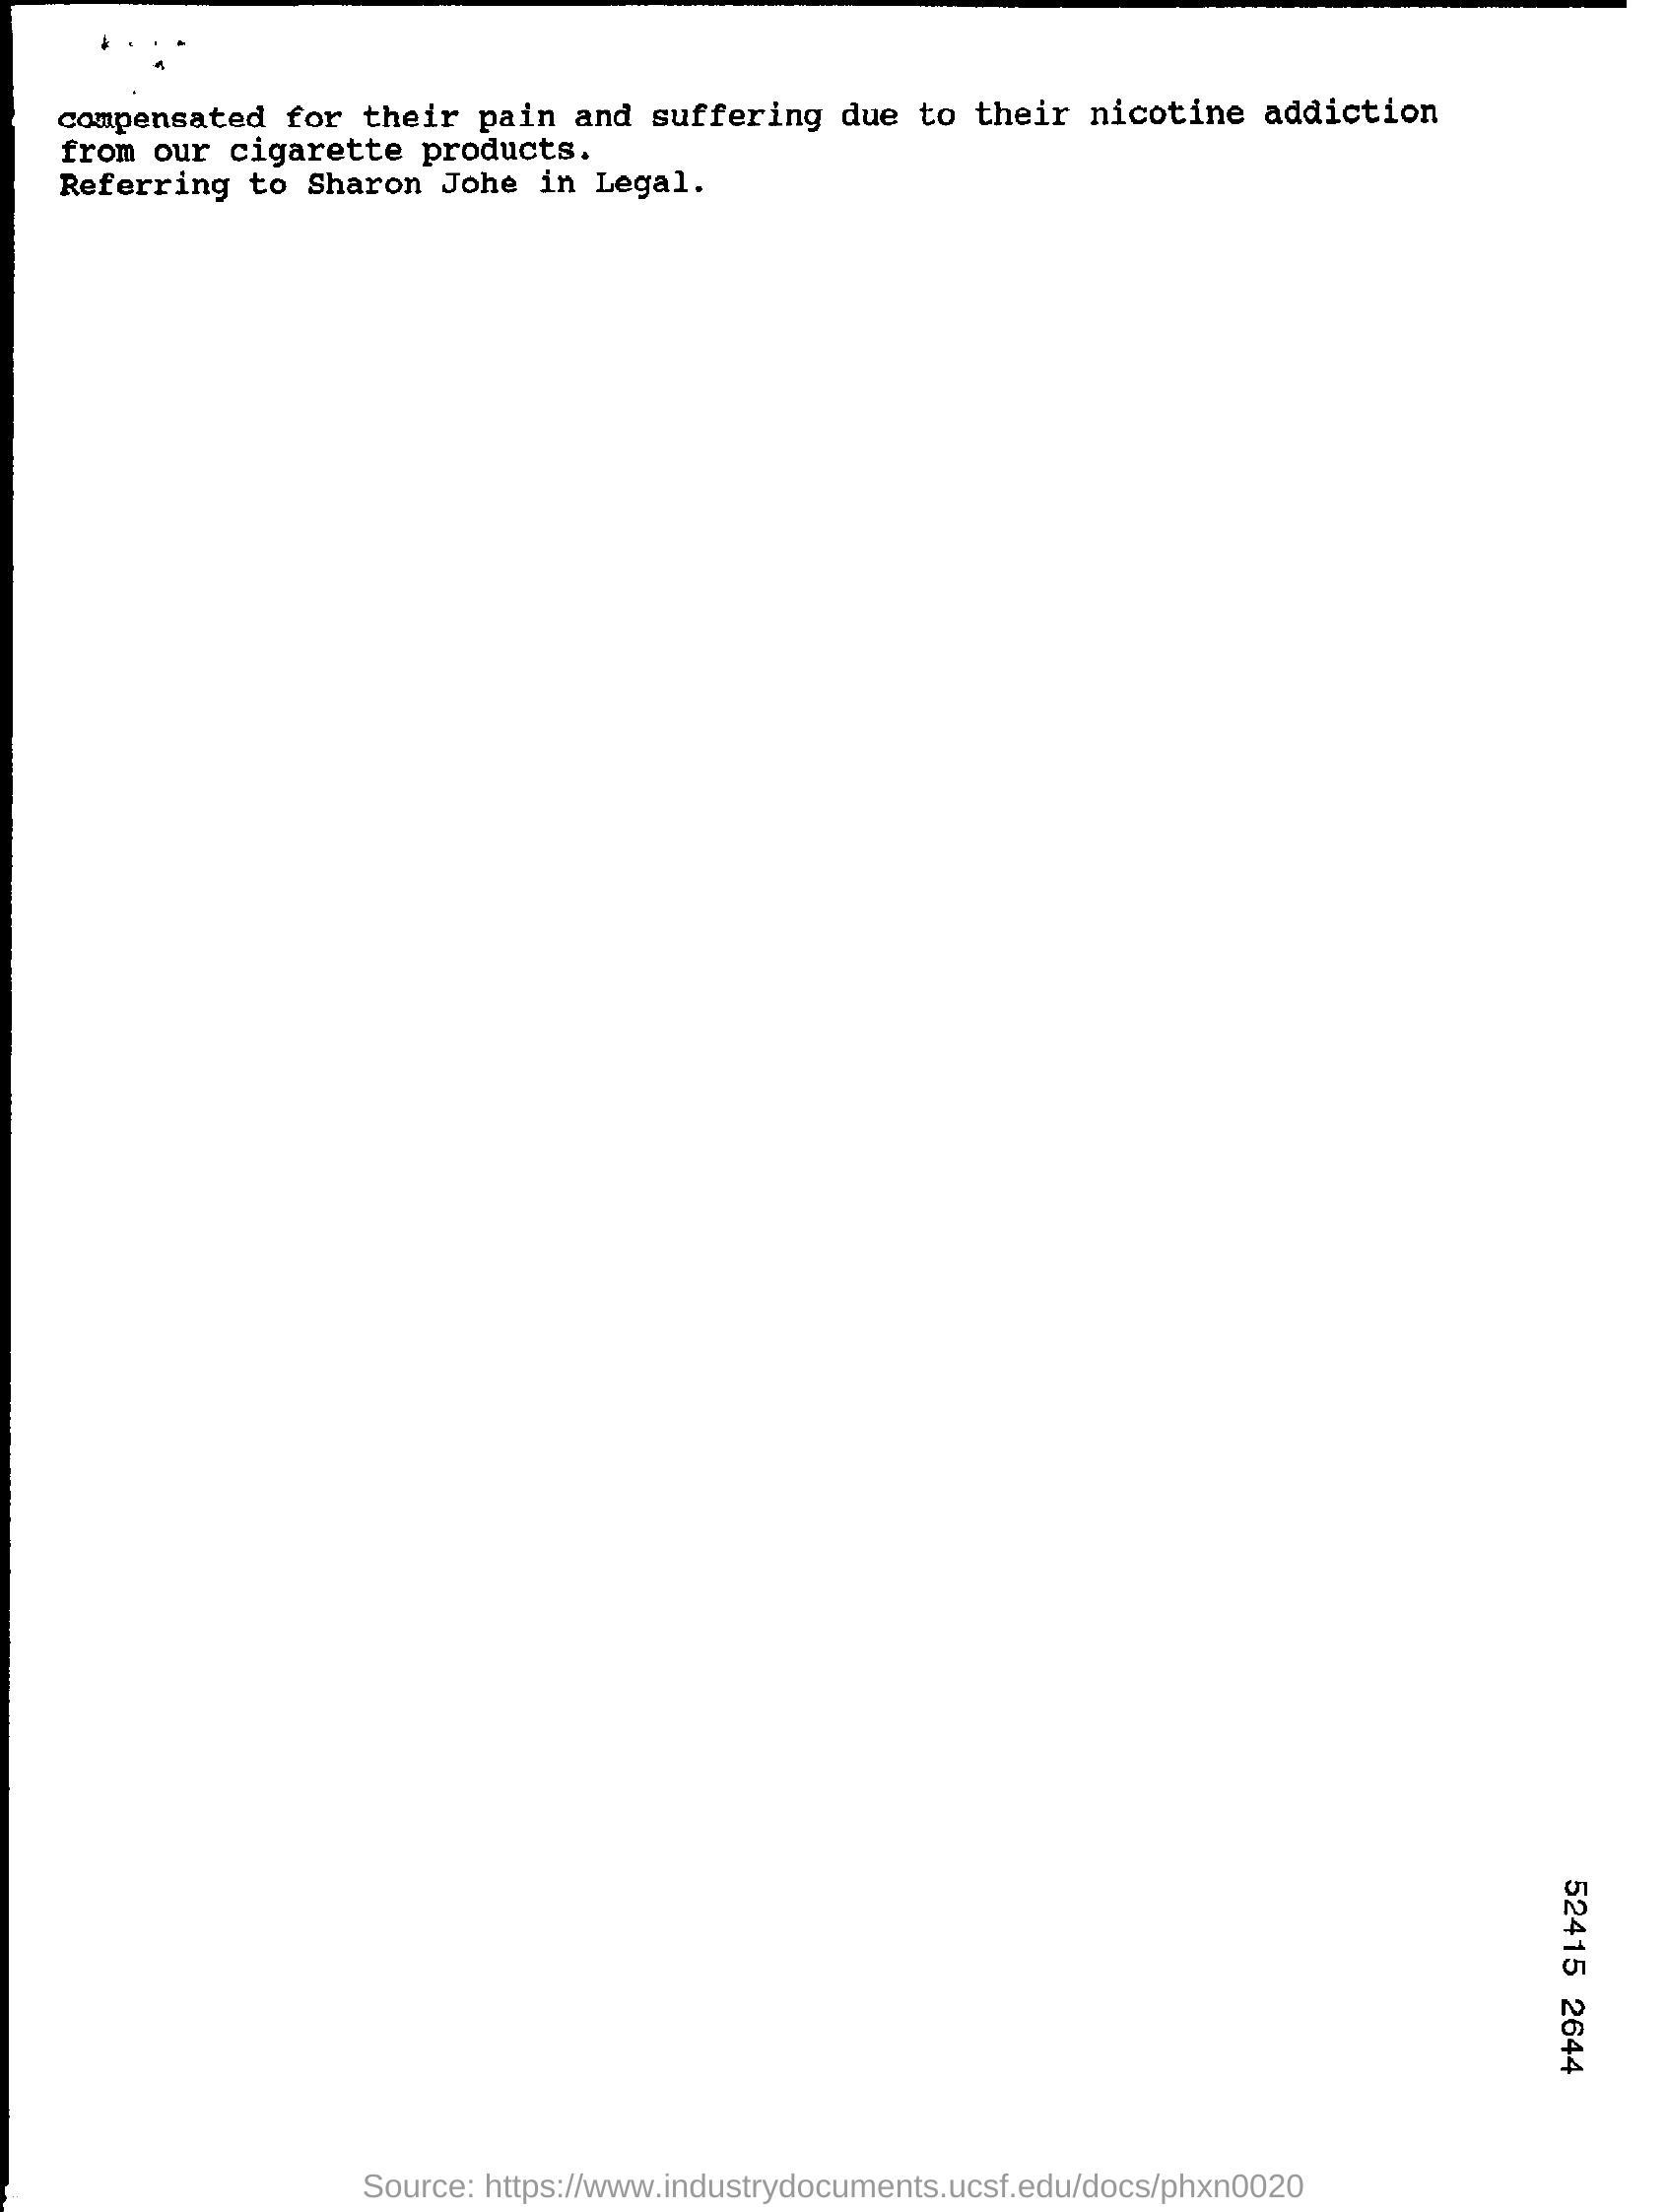 compensated for their pain and suffering due to their nicotine addiction
from our cigarette products.
Referring to Sharon Johe in Legal.
52415 2644
Source: https://www.industrydocuments.ucsf.edu/docs/phxn0020